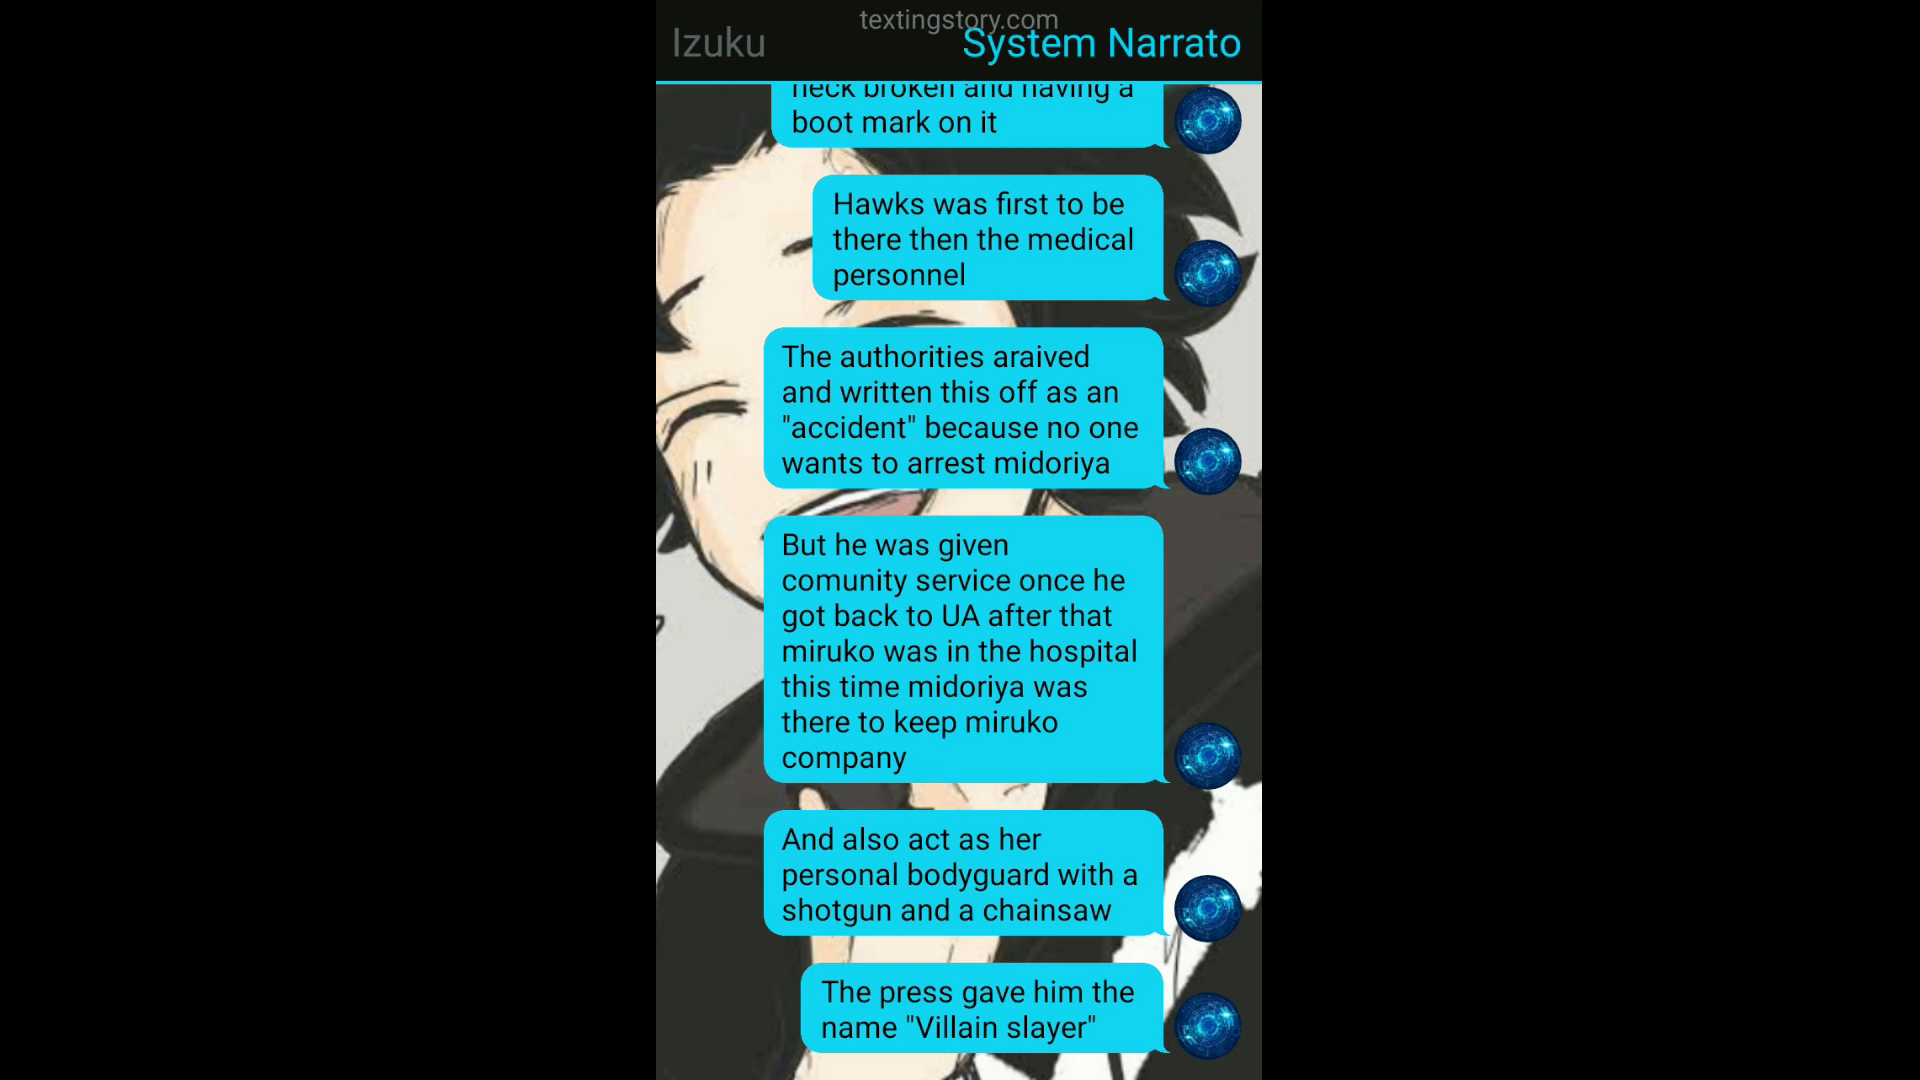 textingstory.com
Izuku
System Narrato
neck broken and having a
boot mark on it
Hawks was first to be
there then the medical
personnel
The authorities araived
and written this off as an
"accident" because no one
wants to arrest midoriya
But he was given
comunity service once he
got back to UA after that
miruko was in the hospital
this time midoriya was
there to keep miruko
company
And also act as her
personal bodyguard with a
shotgun and a chainsaw
The press gave him the
name "Villain slayer"